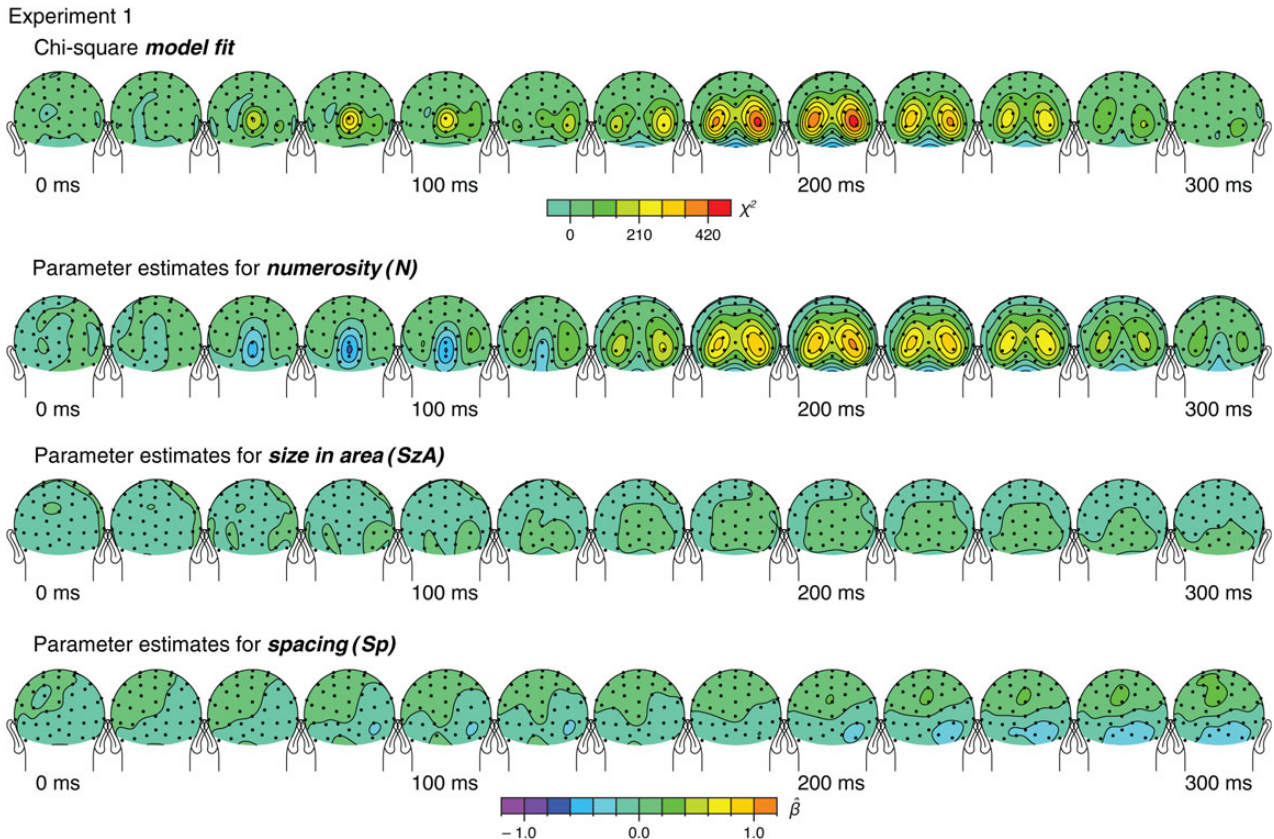 Experiment 1
Chi-square model fit
0 ms 100 ms 200 ms 300 ms
χ²
0 210 420
Parameter estimates for numerosity (N)
0 ms 100 ms 200 ms 300 ms
Parameter estimates for size in area (SzA)
0 ms 100 ms 200 ms 300 ms
Parameter estimates for spacing (Sp)
0 ms 100 ms 200 ms 300 ms
β̂
– 1.0 0.0 1.0